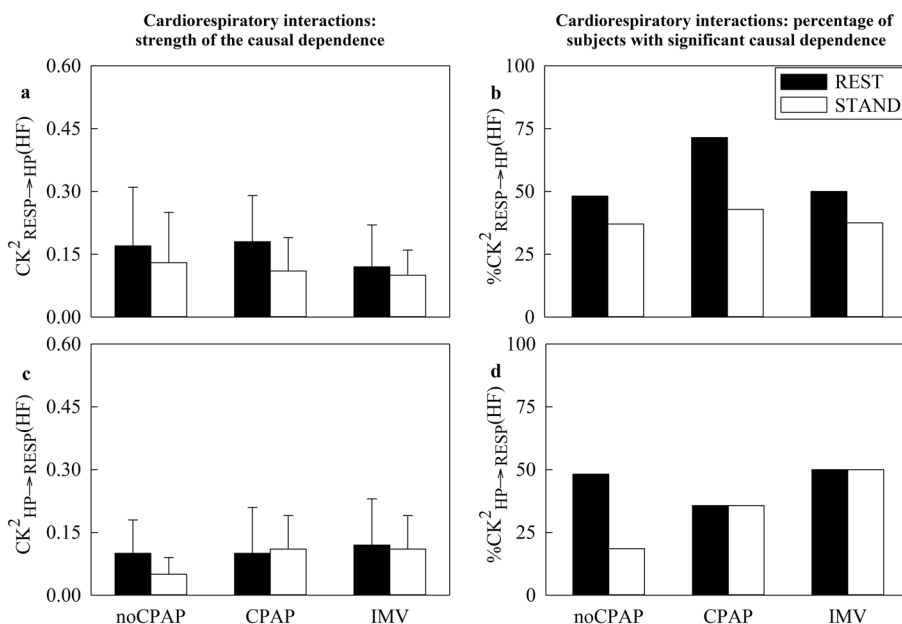 Cardiorespiratory interactions:
strength of the causal dependence
Cardiorespiratory interactions: percentage of
subjects with significant causal dependence
a
CK²RESP→HP(HF)
0.60
0.45
0.30
0.15
0.00
b
%CK²RESP→HP(HF)
100
75
50
25
0
REST
STAND
c
CK²HP→RESP(HF)
0.60
0.45
0.30
0.15
0.00
noCPAP CPAP IMV
d
%CK²HP→RESP(HF)
100
75
50
25
0
noCPAP CPAP IMV